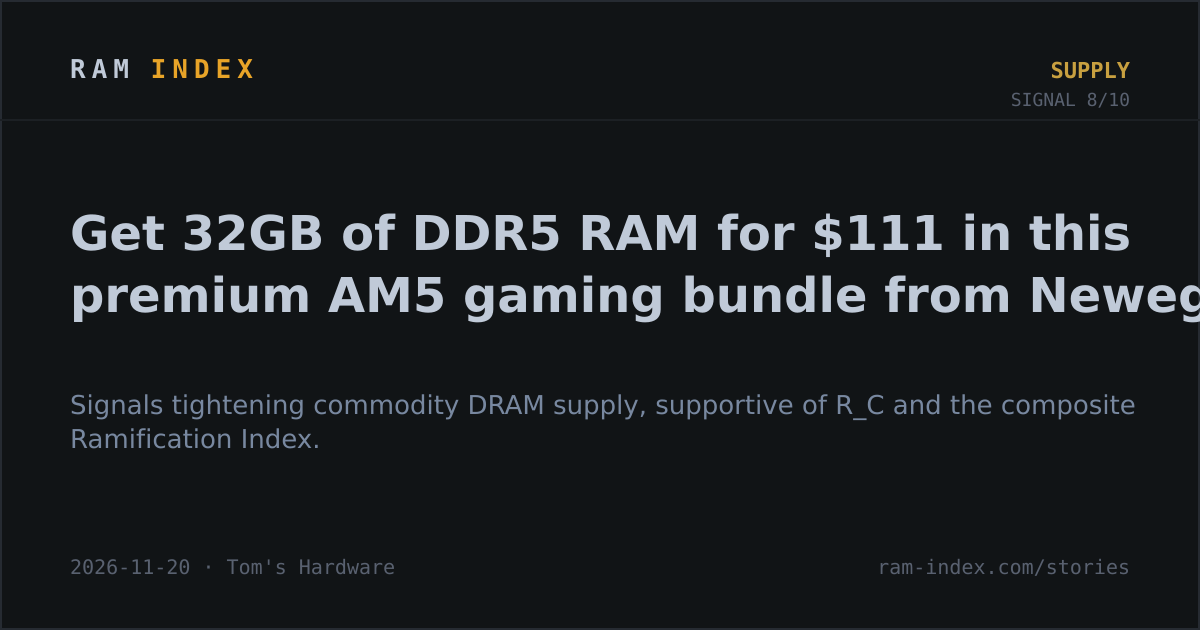 RAM INDEX
SUPPLY
SIGNAL 8/10
Get 32GB of DDR5 RAM for $111 in this
premium AM5 gaming bundle from Neweg
Signals tightening commodity DRAM supply, supportive of R_C and the composite
Ramification Index.
2026-11-20 · Tom's Hardware
ram-index.com/stories